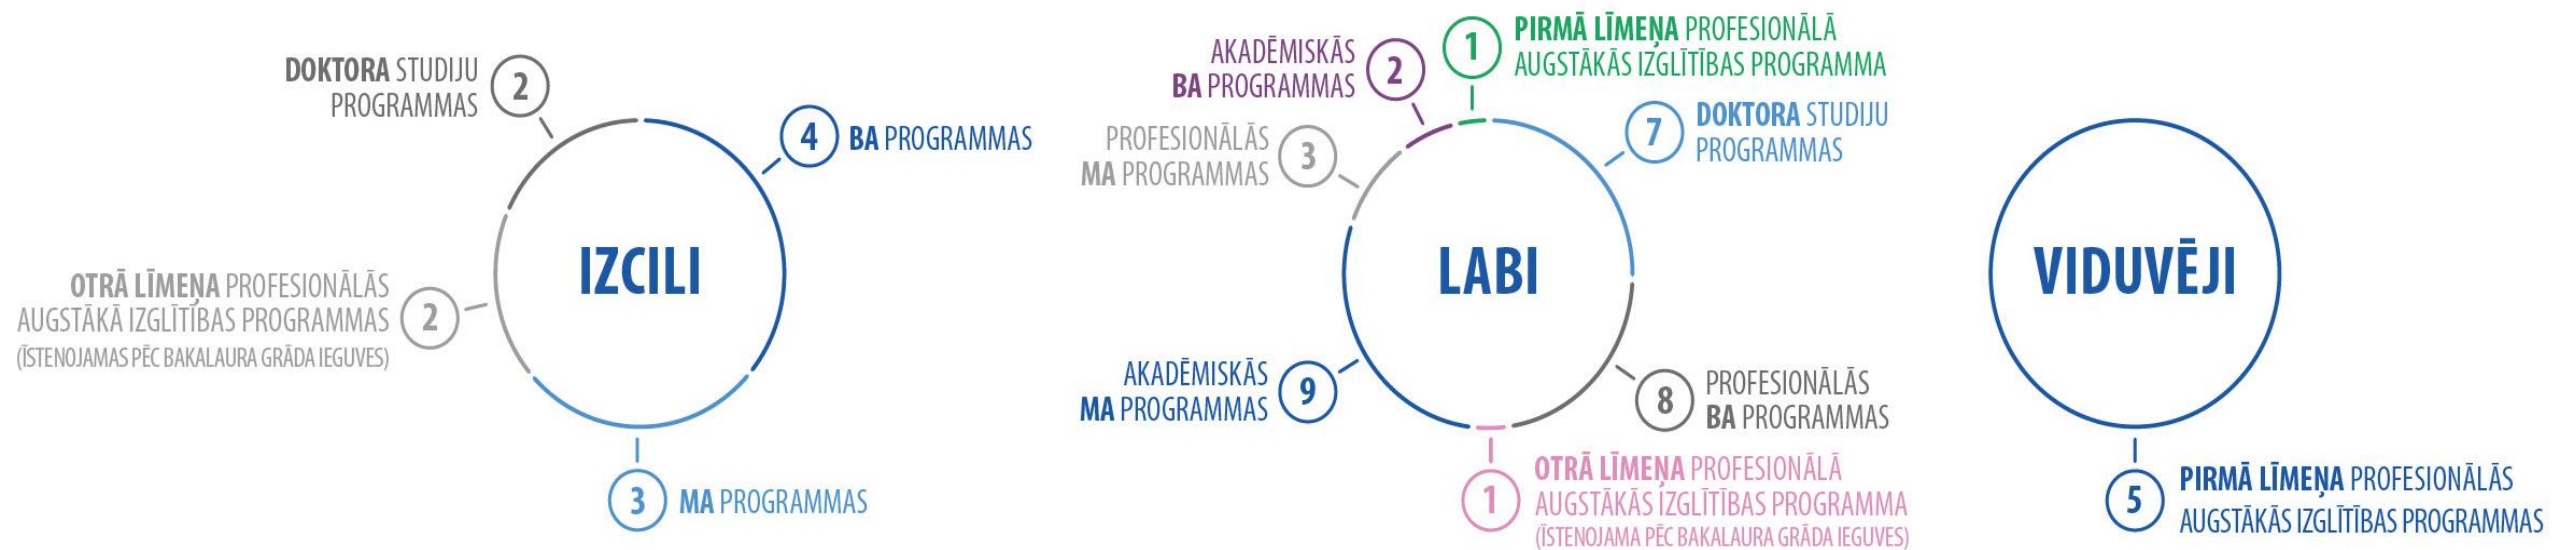 DOKTORA STUDIJU
PROGRAMMAS
2
4
BA PROGRAMMAS
IZCILI
OTRĀ LĪMEŅA PROFESIONĀLĀS
AUGSTĀKĀ IZGLĪTĪBAS PROGRAMMAS
(ĪSTENOJAMAS PĒC BAKALAURA GRĀDA IEGUVES)
2
3
MA PROGRAMMAS
AKADĒMISKĀS
BA PROGRAMMAS
2
1
PIRMĀ LĪMEŅA PROFESIONĀLĀ
AUGSTĀKĀS IZGLĪTĪBAS PROGRAMMA
PROFESIONĀLĀS
MA PROGRAMMAS
3
7
DOKTORA STUDIJU
PROGRAMMAS
LABI
AKADĒMISKĀS
MA PROGRAMMAS
9
8
PROFESIONĀLĀS
BA PROGRAMMAS
1
OTRĀ LĪMEŅA PROFESIONĀLĀ
AUGSTĀKĀS IZGLĪTĪBAS PROGRAMMA
(ĪSTENOJAMA PĒC BAKALAURA GRĀDA IEGUVES)
VIDUVĒJI
5
PIRMĀ LĪMEŅA PROFESIONĀLĀS
AUGSTĀKĀS IZGLĪTĪBAS PROGRAMMAS